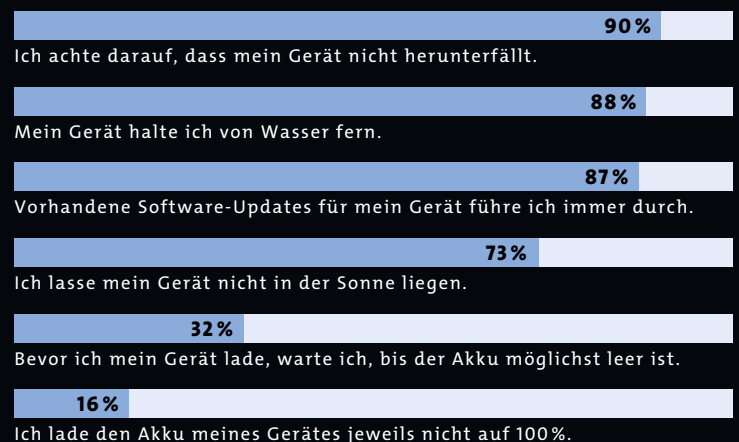 90 %
Ich achte darauf, dass mein Gerät nicht herunterfällt.
88 %
Mein Gerät halte ich von Wasser fern.
87 %
Vorhandene Software-Updates für mein Gerät führe ich immer durch.
73 %
Ich lasse mein Gerät nicht in der Sonne liegen.
32 %
Bevor ich mein Gerät lade, warte ich, bis der Akku möglichst leer ist.
16 %
Ich lade den Akku meines Gerätes jeweils nicht auf 100 %.